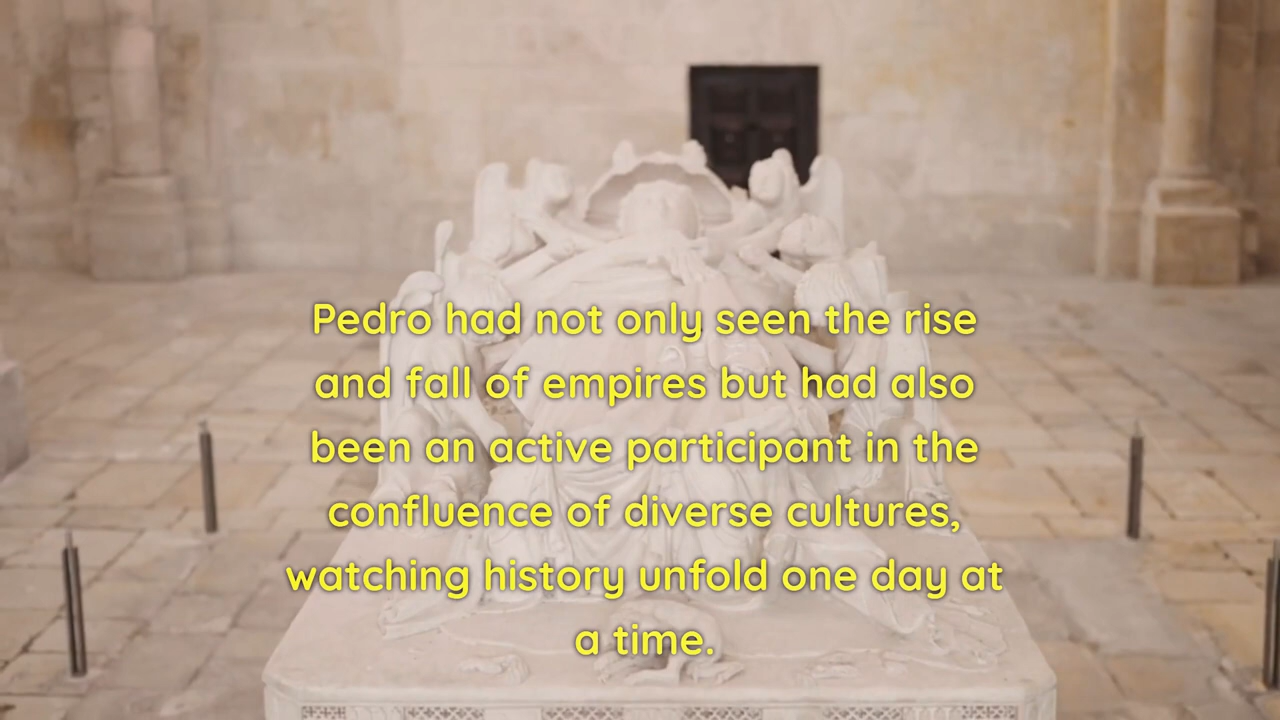 Pedro had not only seen the rise
and fall of empires but had also
been an active participant in the
confluence of diverse cultures,
watching history unfold one day at
a time.